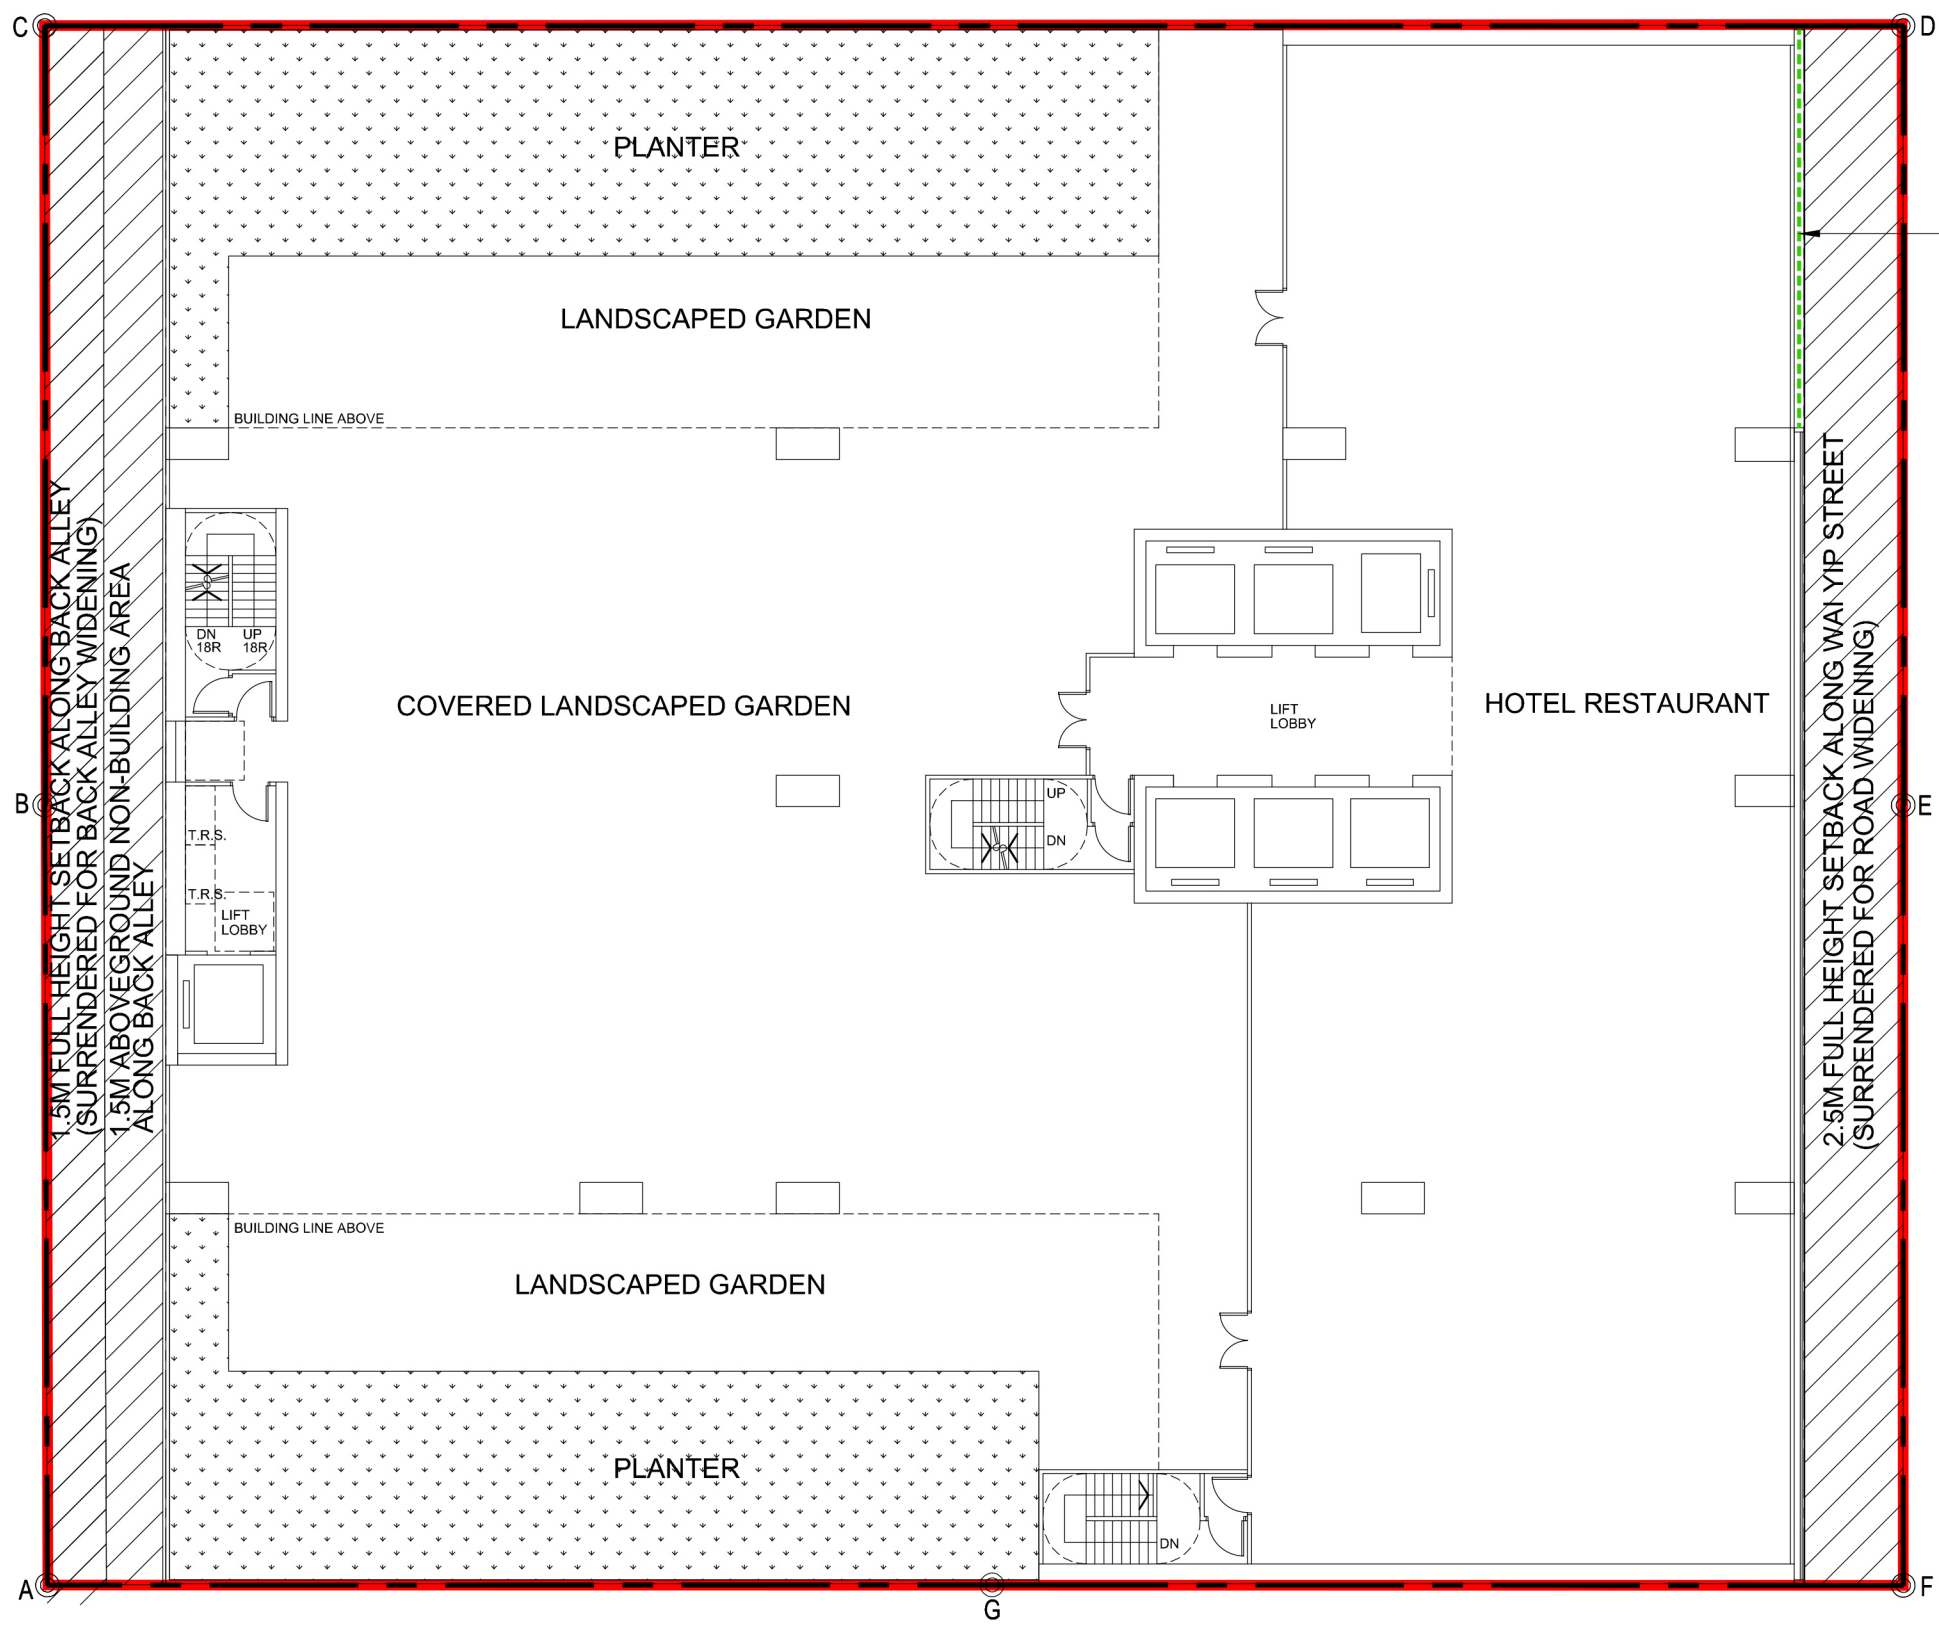 C
D
PLANTER
LANDSCAPED GARDEN
BUILDING LINE ABOVE
1.5M FULL HEIGHT SETBACK ALONG BACK ALLEY
(SURRENDERED FOR BACK ALLEY WIDENING)
1.5M ABOVEGROUND NON-BUILDING AREA
ALONG BACK ALLEY
2.5M FULL HEIGHT SETBACK ALONG WAI YIP STREET
(SURRENDERED FOR ROAD WIDENING)
DN
18R
UP
18R
COVERED LANDSCAPED GARDEN
LIFT
LOBBY
HOTEL RESTAURANT
B
E
UP
DN
T.R.S.
T.R.S.
LIFT
LOBBY
BUILDING LINE ABOVE
LANDSCAPED GARDEN
PLANTER
DN
A
G
F